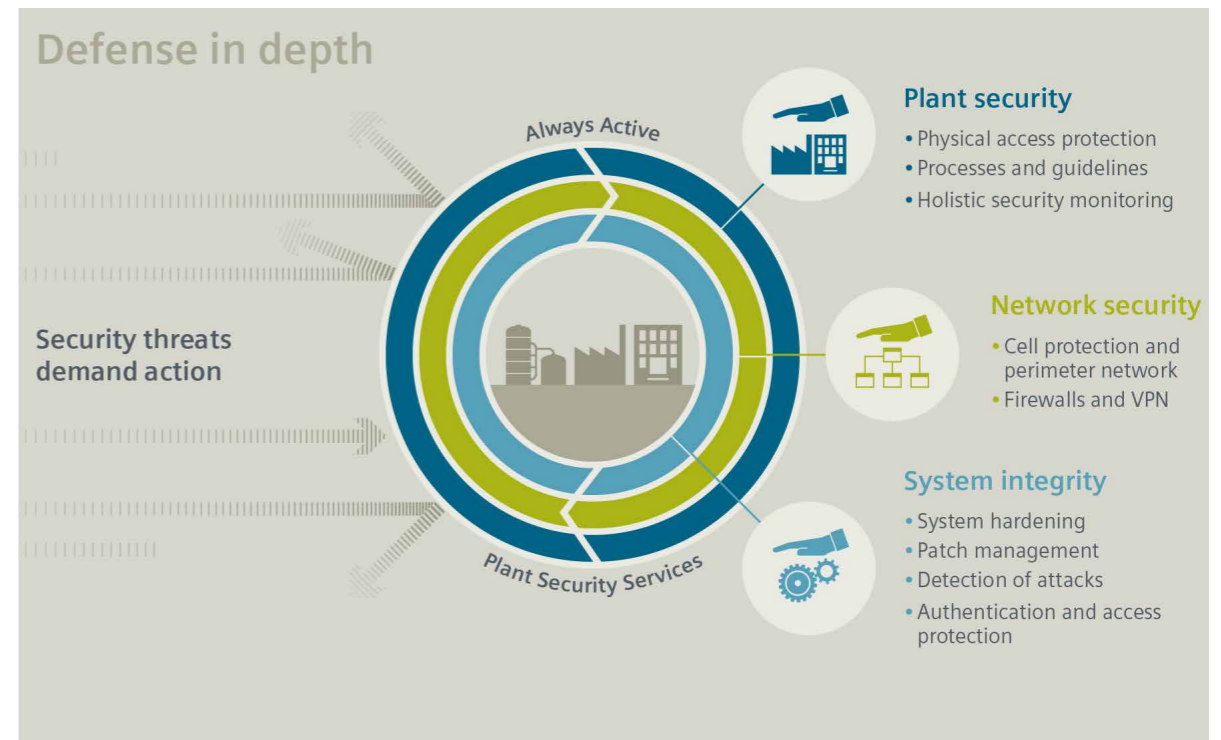 Defense in depth
Always Active
Plant security
• Physical access protection
• Processes and guidelines
• Holistic security monitoring
Security threats
demand action
Network security
• Cell protection and
perimeter network
• Firewalls and VPN
System integrity
• System hardening
• Patch management
• Detection of attacks
• Authentication and access
protection
Plant Security Services